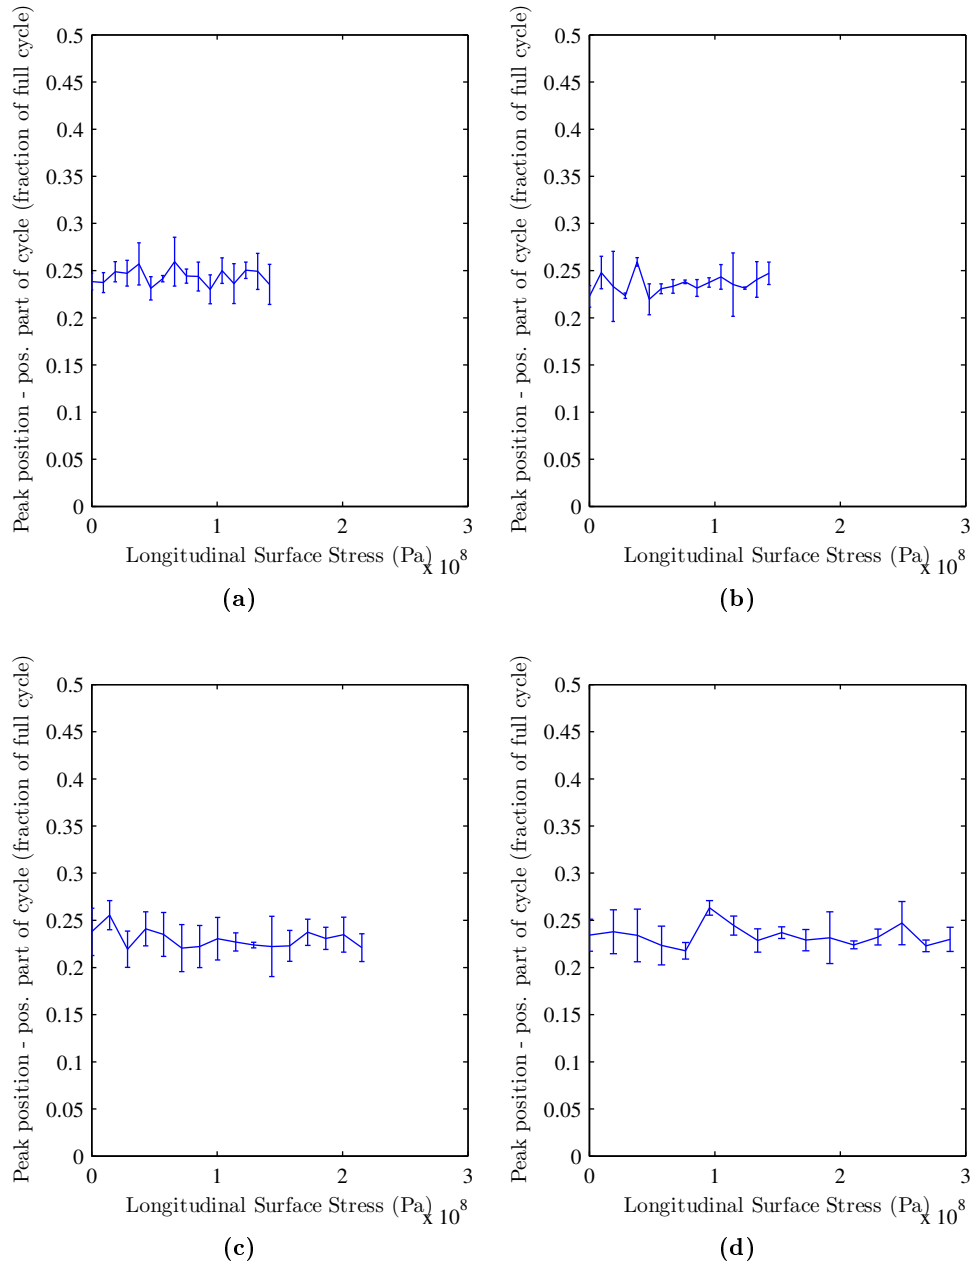 Peak position - pos. part of cycle (fraction of full cycle)
0.5
0.45
0.4
0.35
0.3
0.25
0.2
0.15
0.1
0.05
0
0 1 2 3
Longitudinal Surface Stress (Pa)
x 10^8
(a)
Peak position - pos. part of cycle (fraction of full cycle)
0.5
0.45
0.4
0.35
0.3
0.25
0.2
0.15
0.1
0.05
0
0 1 2 3
Longitudinal Surface Stress (Pa)
x 10^8
(b)
Peak position - pos. part of cycle (fraction of full cycle)
0.5
0.45
0.4
0.35
0.3
0.25
0.2
0.15
0.1
0.05
0
0 1 2 3
Longitudinal Surface Stress (Pa)
x 10^8
(c)
Peak position - pos. part of cycle (fraction of full cycle)
0.5
0.45
0.4
0.35
0.3
0.25
0.2
0.15
0.1
0.05
0
0 1 2 3
Longitudinal Surface Stress (Pa)
x 10^8
(d)